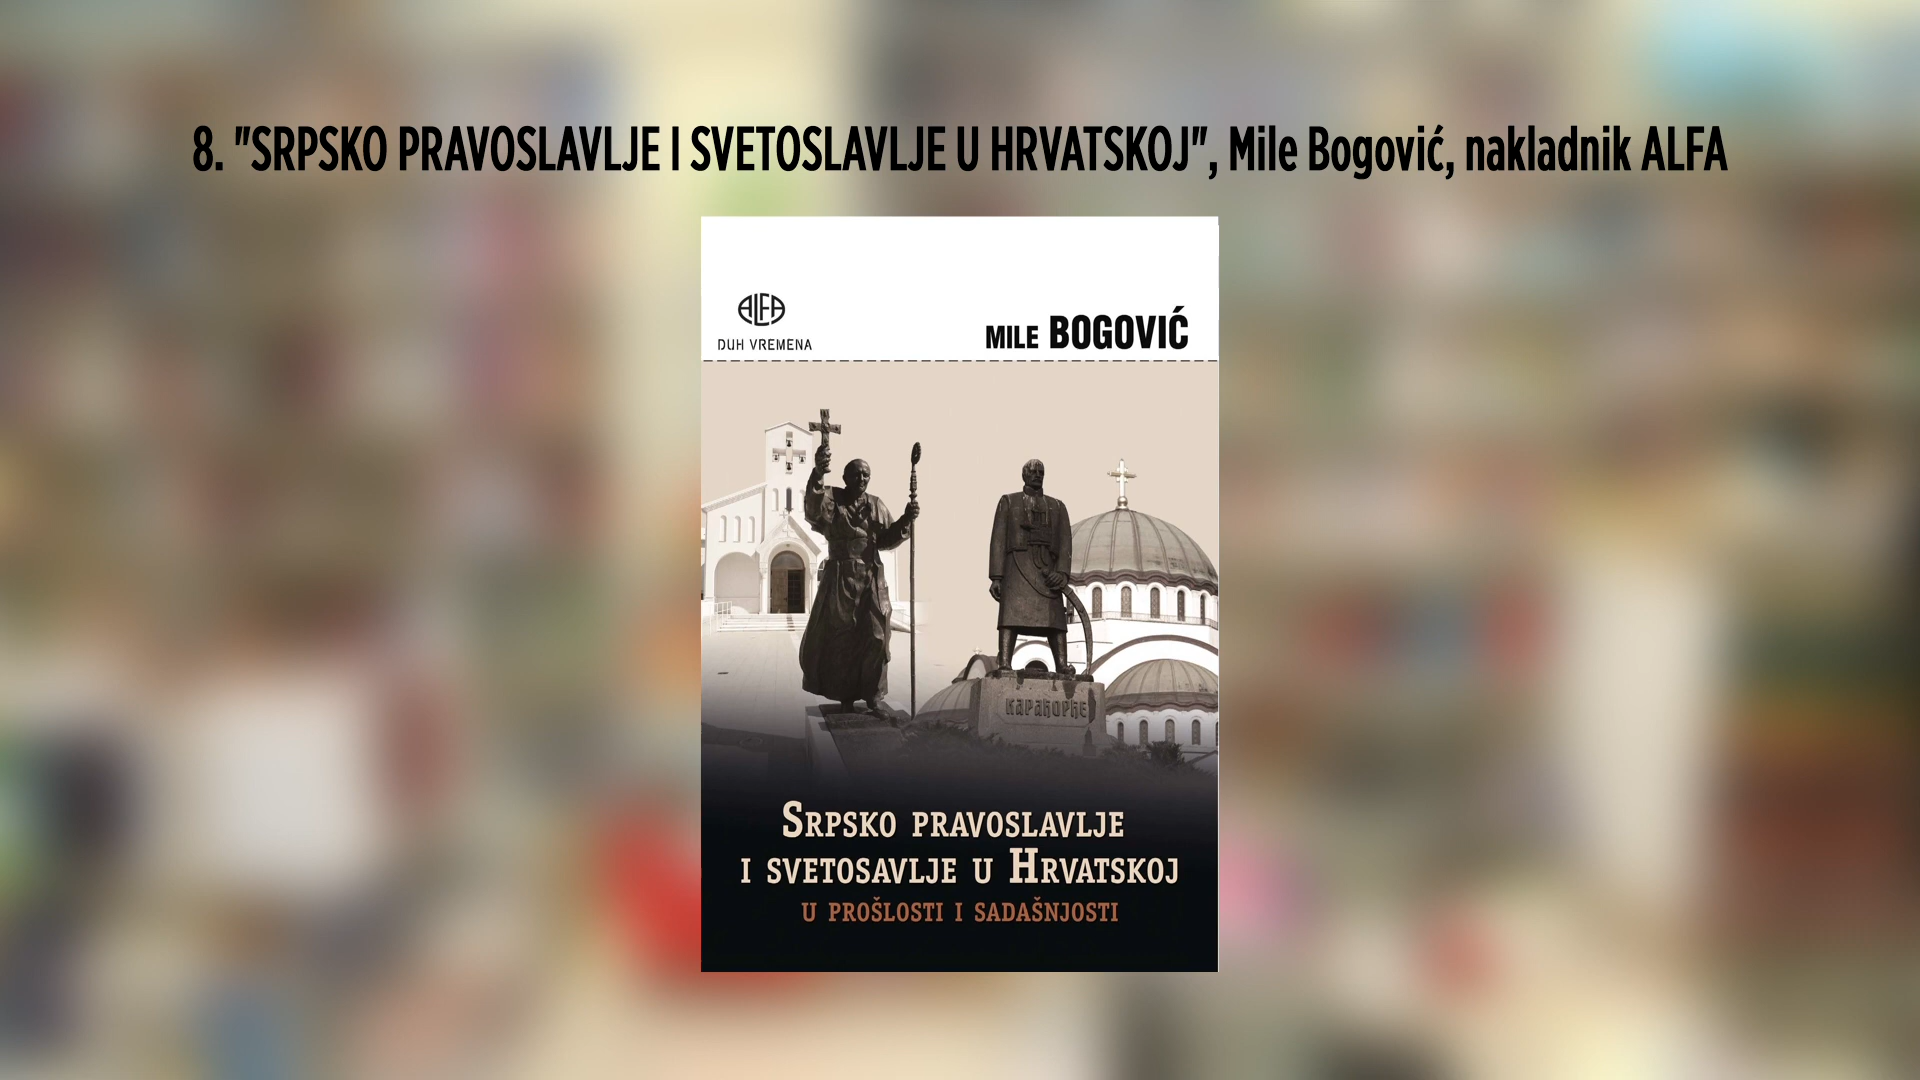 8. "SRPSKO PRAVOSLAVLJE I SVETOSLAVLJE U HRVATSKOJ", Mile Bogović, nakladnik ALFA
ALFA
DUH VREMENA
MILE BOGOVIĆ
КАРАЂОРЂЕ
SRPSKO PRAVOSLAVLJE
I SVETOSAVLJE U HRVATSKOJ
U PROŠLOSTI I SADAŠNJOSTI